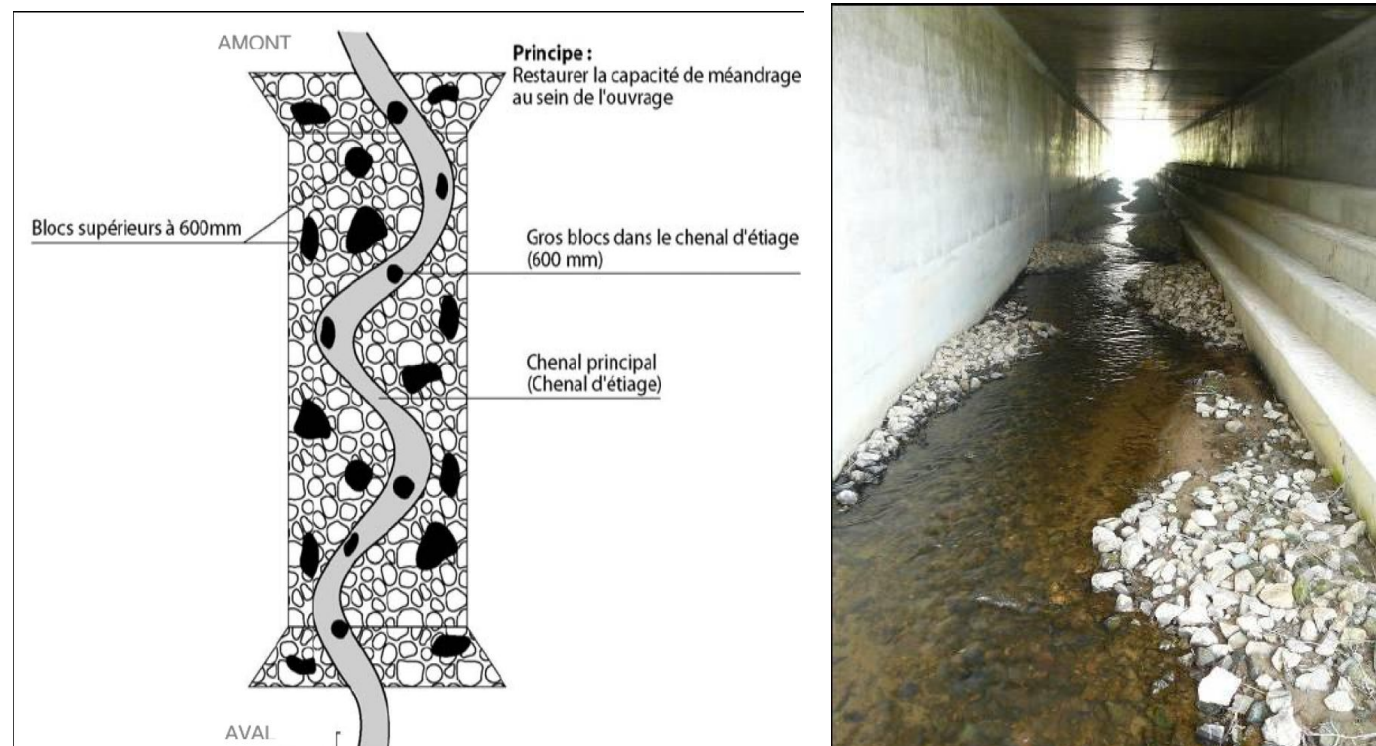 AMONT
Principe :
Restaurer la capacité de méandrage
au sein de l'ouvrage
Blocs supérieurs à 600mm
Gros blocs dans le chenal d'étiage
(600 mm)
Chenal principal
(Chenal d'étiage)
AVAL